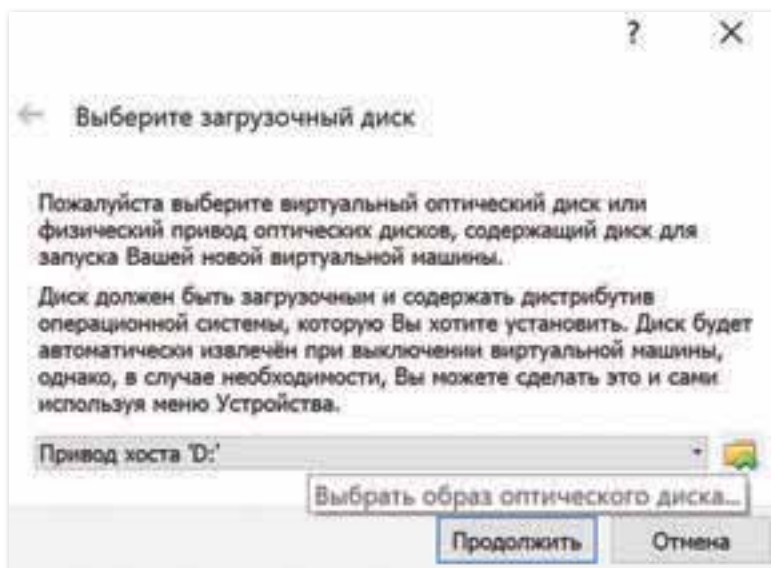 ?
Выберите загрузочный диск
Пожалуйста выберите виртуальный оптический диск или
физический привод оптических дисков, содержащий диск для
запуска Вашей новой виртуальной машины.
Диск должен быть загрузочным и содержать дистрибутив
операционной системы, которую Вы хотите установить. Диск будет
автоматически извлечён при выключении виртуальной машины,
однако, в случае необходимости, Вы можете сделать это и сами
используя меню Устройства.
Привод хоста 'D:'
Выбрать образ оптического диска...
Продолжить Отмена